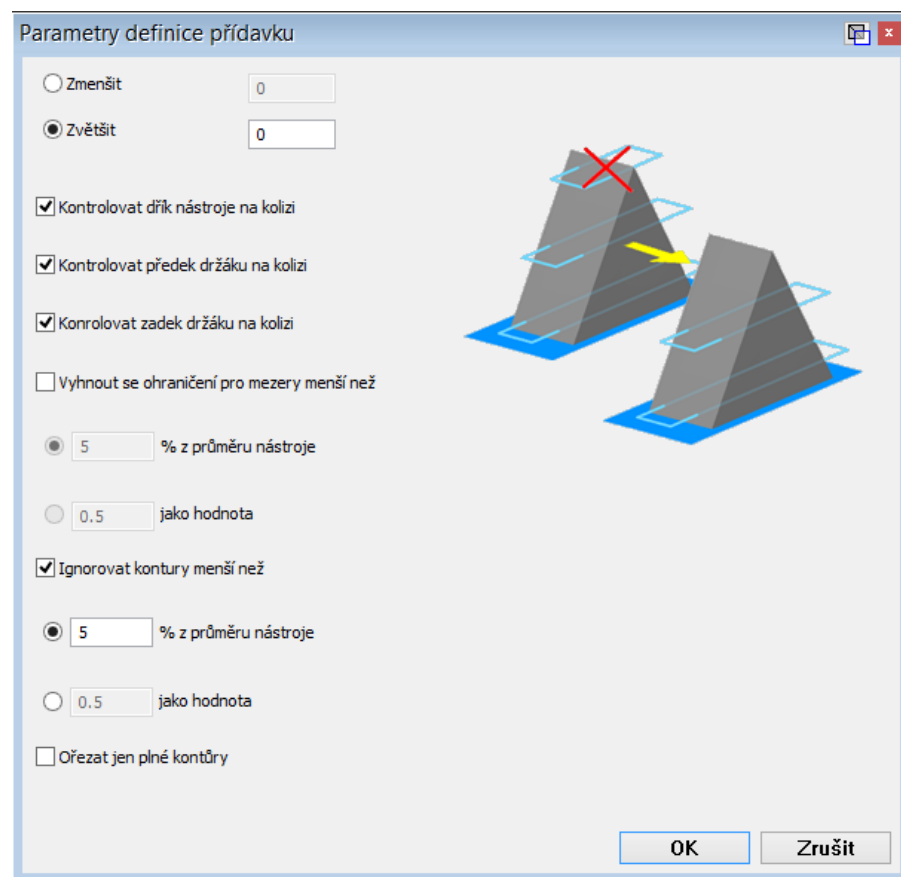 Parametry definice přídavku
Zmenšit 0
Zvětšit 0
Kontrolovat dřík nástroje na kolizi
Kontrolovat předek držáku na kolizi
Konrolovat zadek držáku na kolizi
Vyhnout se ohraničení pro mezery menší než
5 % z průměru nástroje
0.5 jako hodnota
Ignorovat kontury menší než
5 % z průměru nástroje
0.5 jako hodnota
Ořezat jen plné kontůry
OK Zrušit